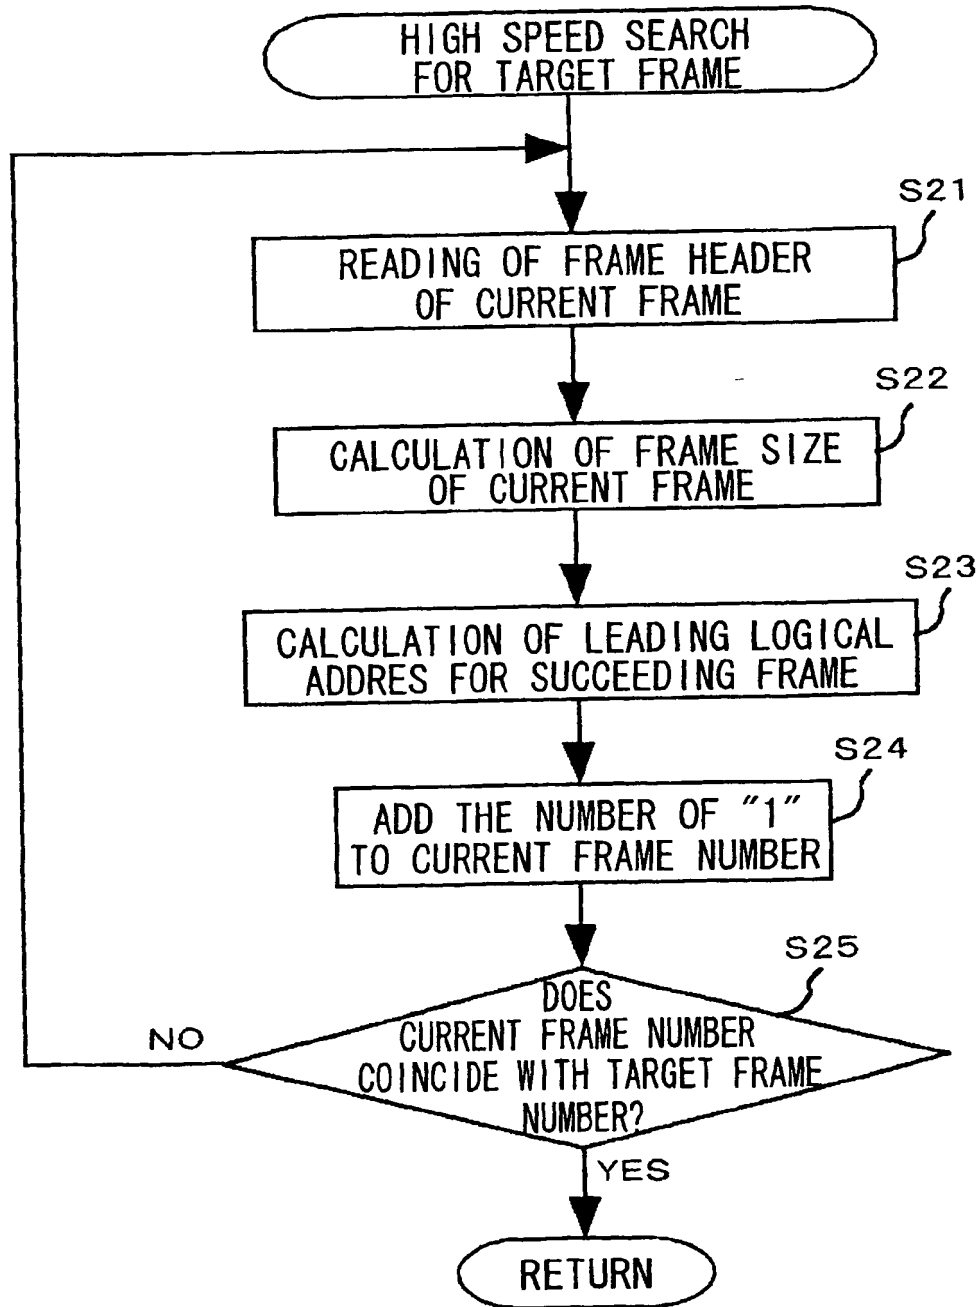 HIGH SPEED SEARCH
FOR TARGET FRAME
S21
READING OF FRAME HEADER
OF CURRENT FRAME
S22
CALCULATION OF FRAME SIZE
OF CURRENT FRAME
S23
CALCULATION OF LEADING LOGICAL
ADDRES FOR SUCCEEDING FRAME
S24
ADD THE NUMBER OF "1"
TO CURRENT FRAME NUMBER
S25
DOES
CURRENT FRAME NUMBER
COINCIDE WITH TARGET FRAME
NUMBER?
NO
YES
RETURN